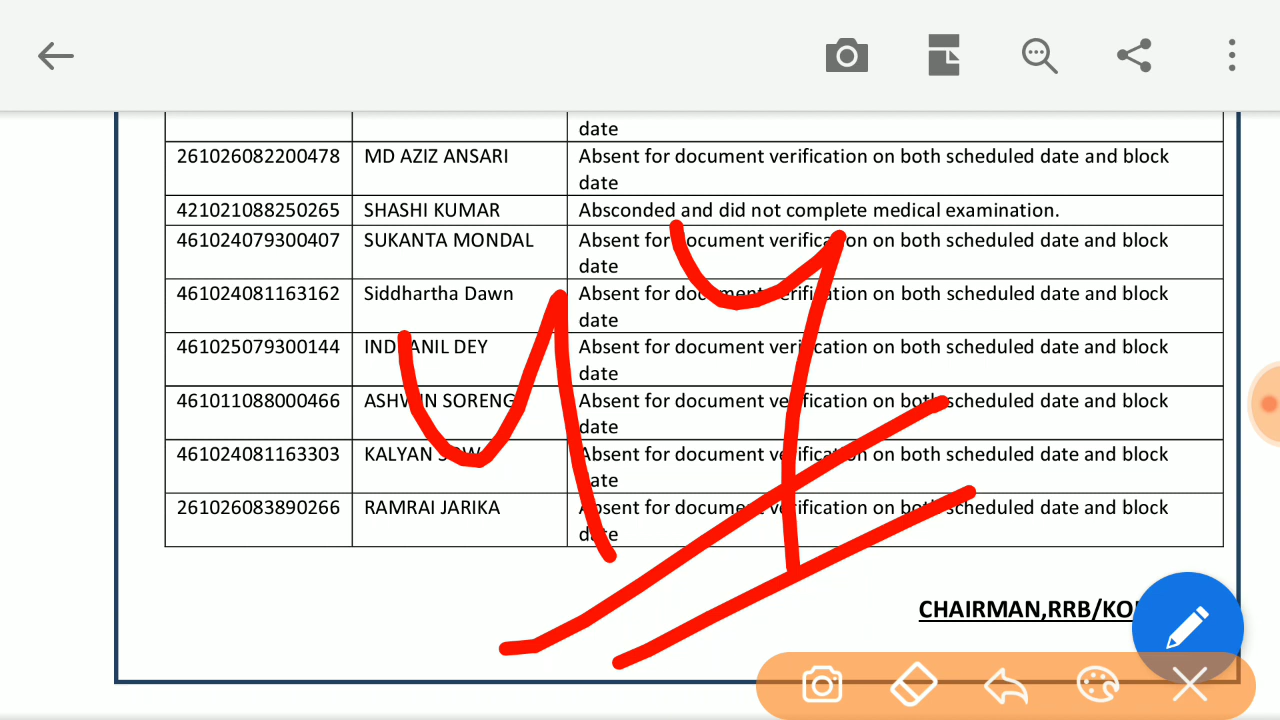 date
261026082200478 MD AZIZ ANSARI Absent for document verification on both scheduled date and block
date
421021088250265 SHASHI KUMAR Absconded and did not complete medical examination.
461024079300407 SUKANTA MONDAL Absent for document verification on both scheduled date and block
date
461024081163162 Siddhartha Dawn Absent for document verification on both scheduled date and block
date
461025079300144 INDRANIL DEY Absent for document verification on both scheduled date and block
date
461011088000466 ASHWIN SORENG Absent for document verification on both scheduled date and block
date
461024081163303 KALYAN Absent for document verification on both scheduled date and block
date
261026083890266 RAMRAI JARIKA Absent for document verification on both scheduled date and block
date
CHAIRMAN,RRB/